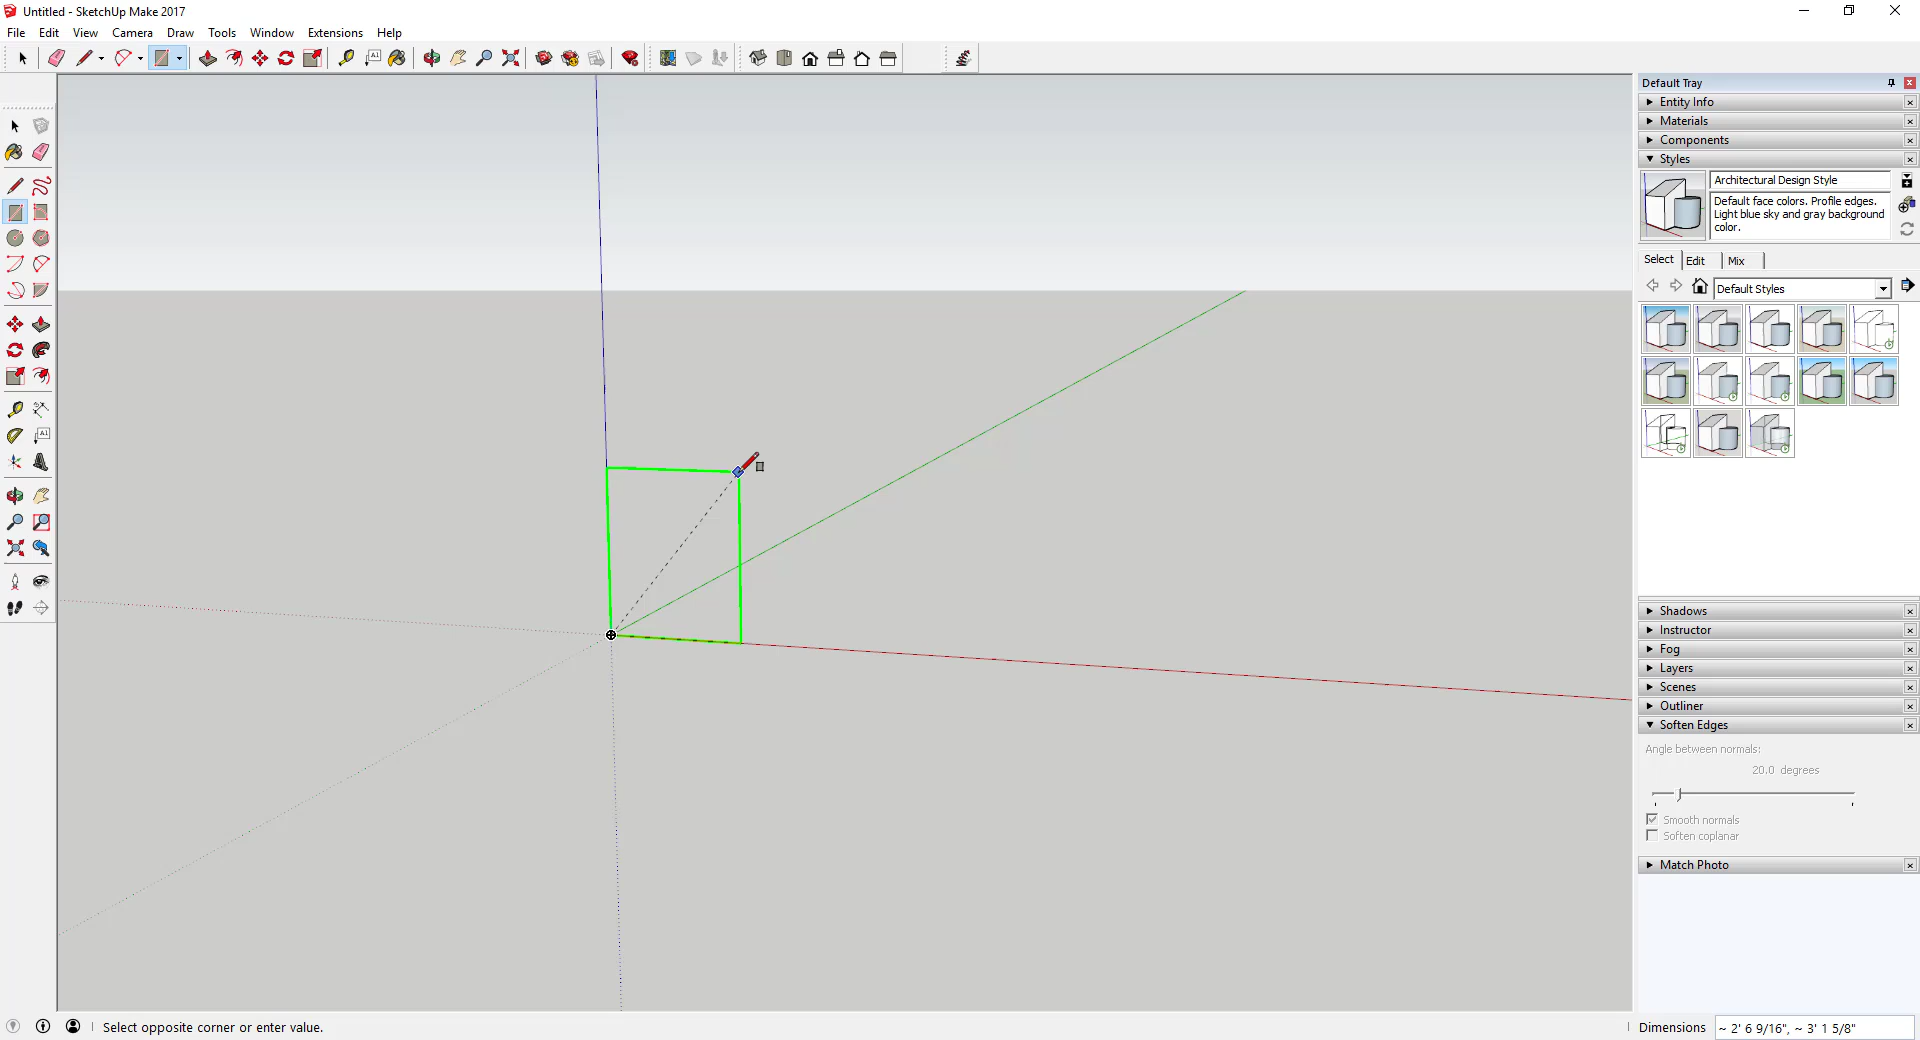 Untitled - SketchUp Make 2017
File Edit View Camera Draw Tools Window Extensions Help
A1
Default Tray
Entity Info
Materials
Components
Styles
Architectural Design Style
Default face colors. Profile edges.
Light blue sky and gray background
color.
Select Edit Mix
Default Styles
A1
Shadows
Instructor
Fog
Layers
Scenes
Outliner
Soften Edges
Angle between normals:
20.0 degrees
Smooth normals
Soften coplanar
Match Photo
Select opposite corner or enter value.
Dimensions ~ 2' 6 9/16", ~ 3' 1 5/8"